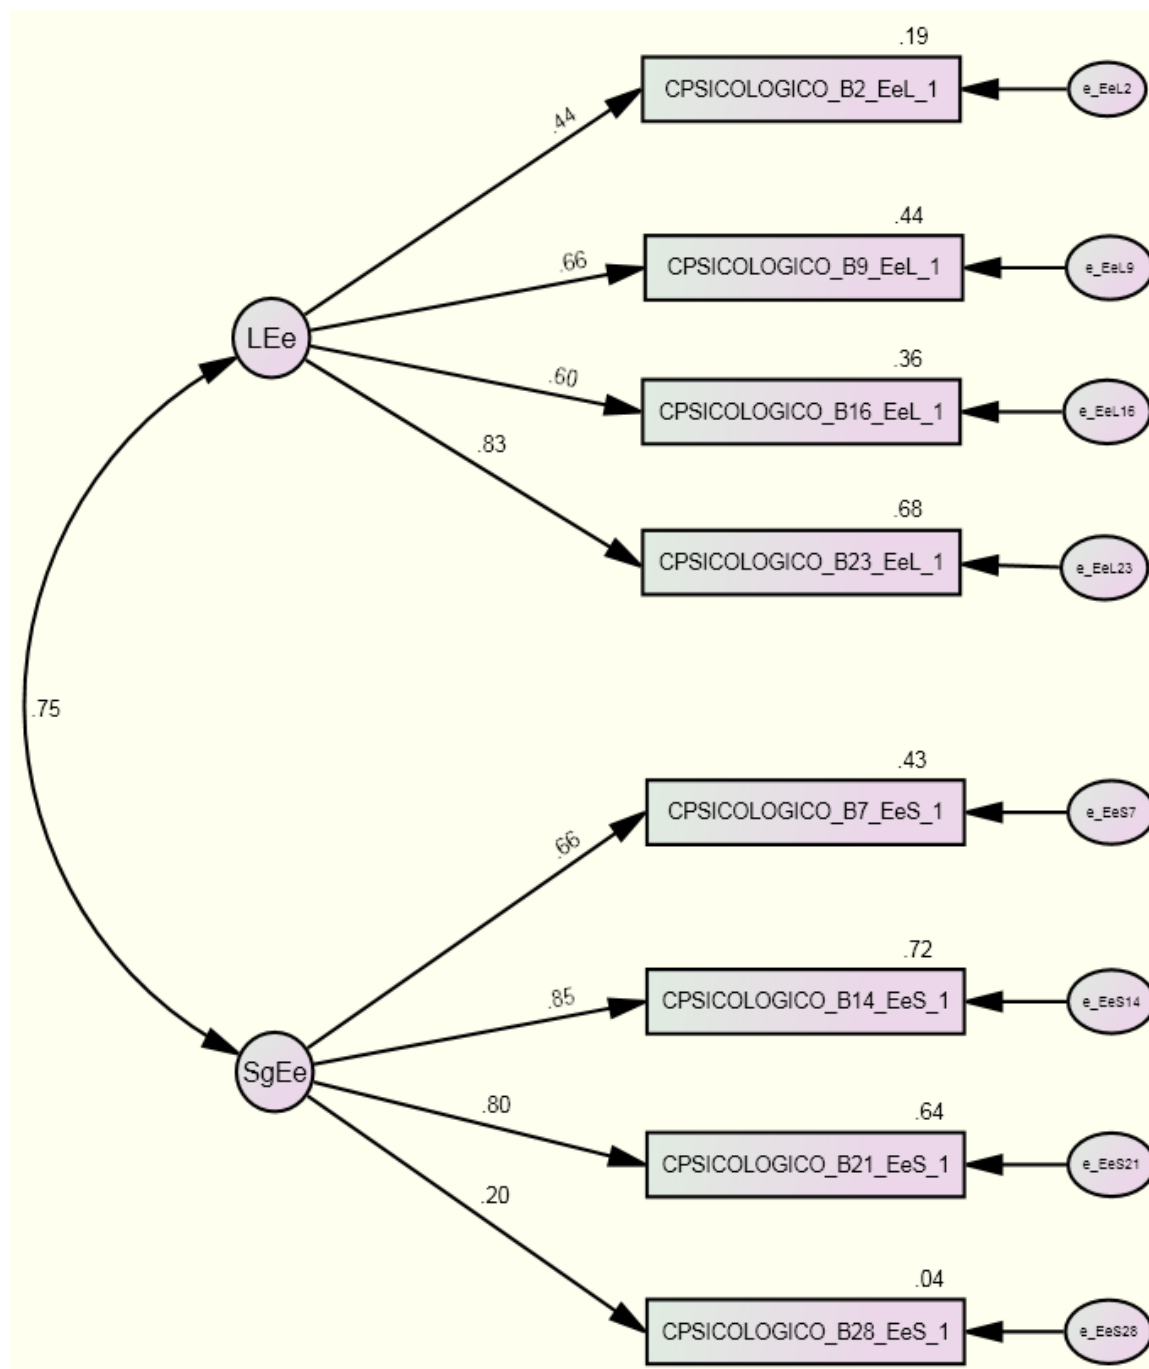 .19
CPSICOLOGICO_B2_EeL_1
e_EeL2
.44
.44
CPSICOLOGICO_B9_EeL_1
e_EeL9
.66
LEe
.36
CPSICOLOGICO_B16_EeL_1
e_EeL16
.60
.83
.68
CPSICOLOGICO_B23_EeL_1
e_EeL23
.75
.43
CPSICOLOGICO_B7_EeS_1
e_EeS7
.66
.72
CPSICOLOGICO_B14_EeS_1
e_EeS14
.85
SgEe
.80
.64
CPSICOLOGICO_B21_EeS_1
e_EeS21
.20
.04
CPSICOLOGICO_B28_EeS_1
e_EeS28